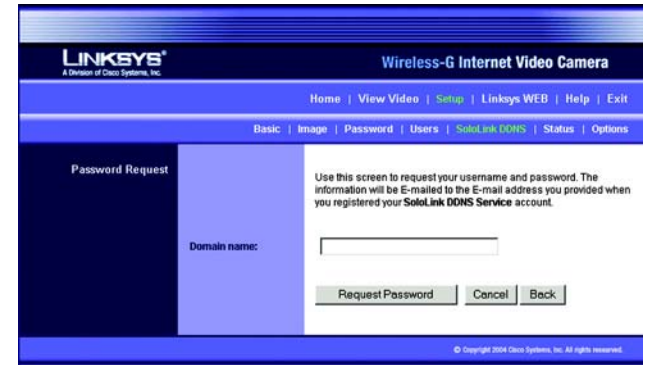 LINKSYS®
A Division of Cisco Systems, Inc.
Wireless-G Internet Video Camera
Home | View Video | Setup | Linksys WEB | Help | Exit
Basic | Image | Password | Users | SoloLink DDNS | Status | Options
Password Request
Use this screen to request your username and password. The
information will be E-mailed to the E-mail address you provided when
you registered your SoloLink DDNS Service account.
Domain name:
Request Password Cancel Back
© Copyright 2004 Cisco Systems, Inc. All rights reserved.